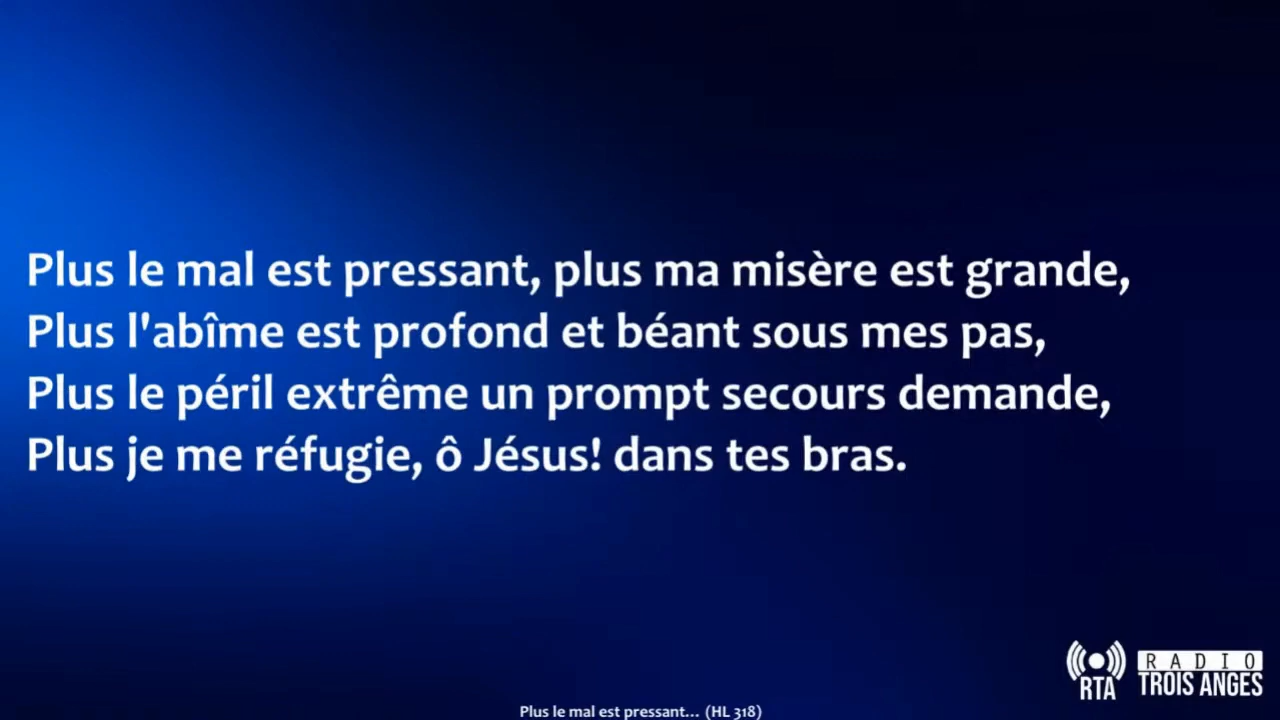 Plus le mal est pressant, plus ma misère est grande,
Plus l'abîme est profond et béant sous mes pas,
Plus le péril extrême un prompt secours demande,
Plus je me réfugie, ô Jésus! dans tes bras.
RTA
RADIO
TROIS ANGES
Plus le mal est pressant... (HL 318)